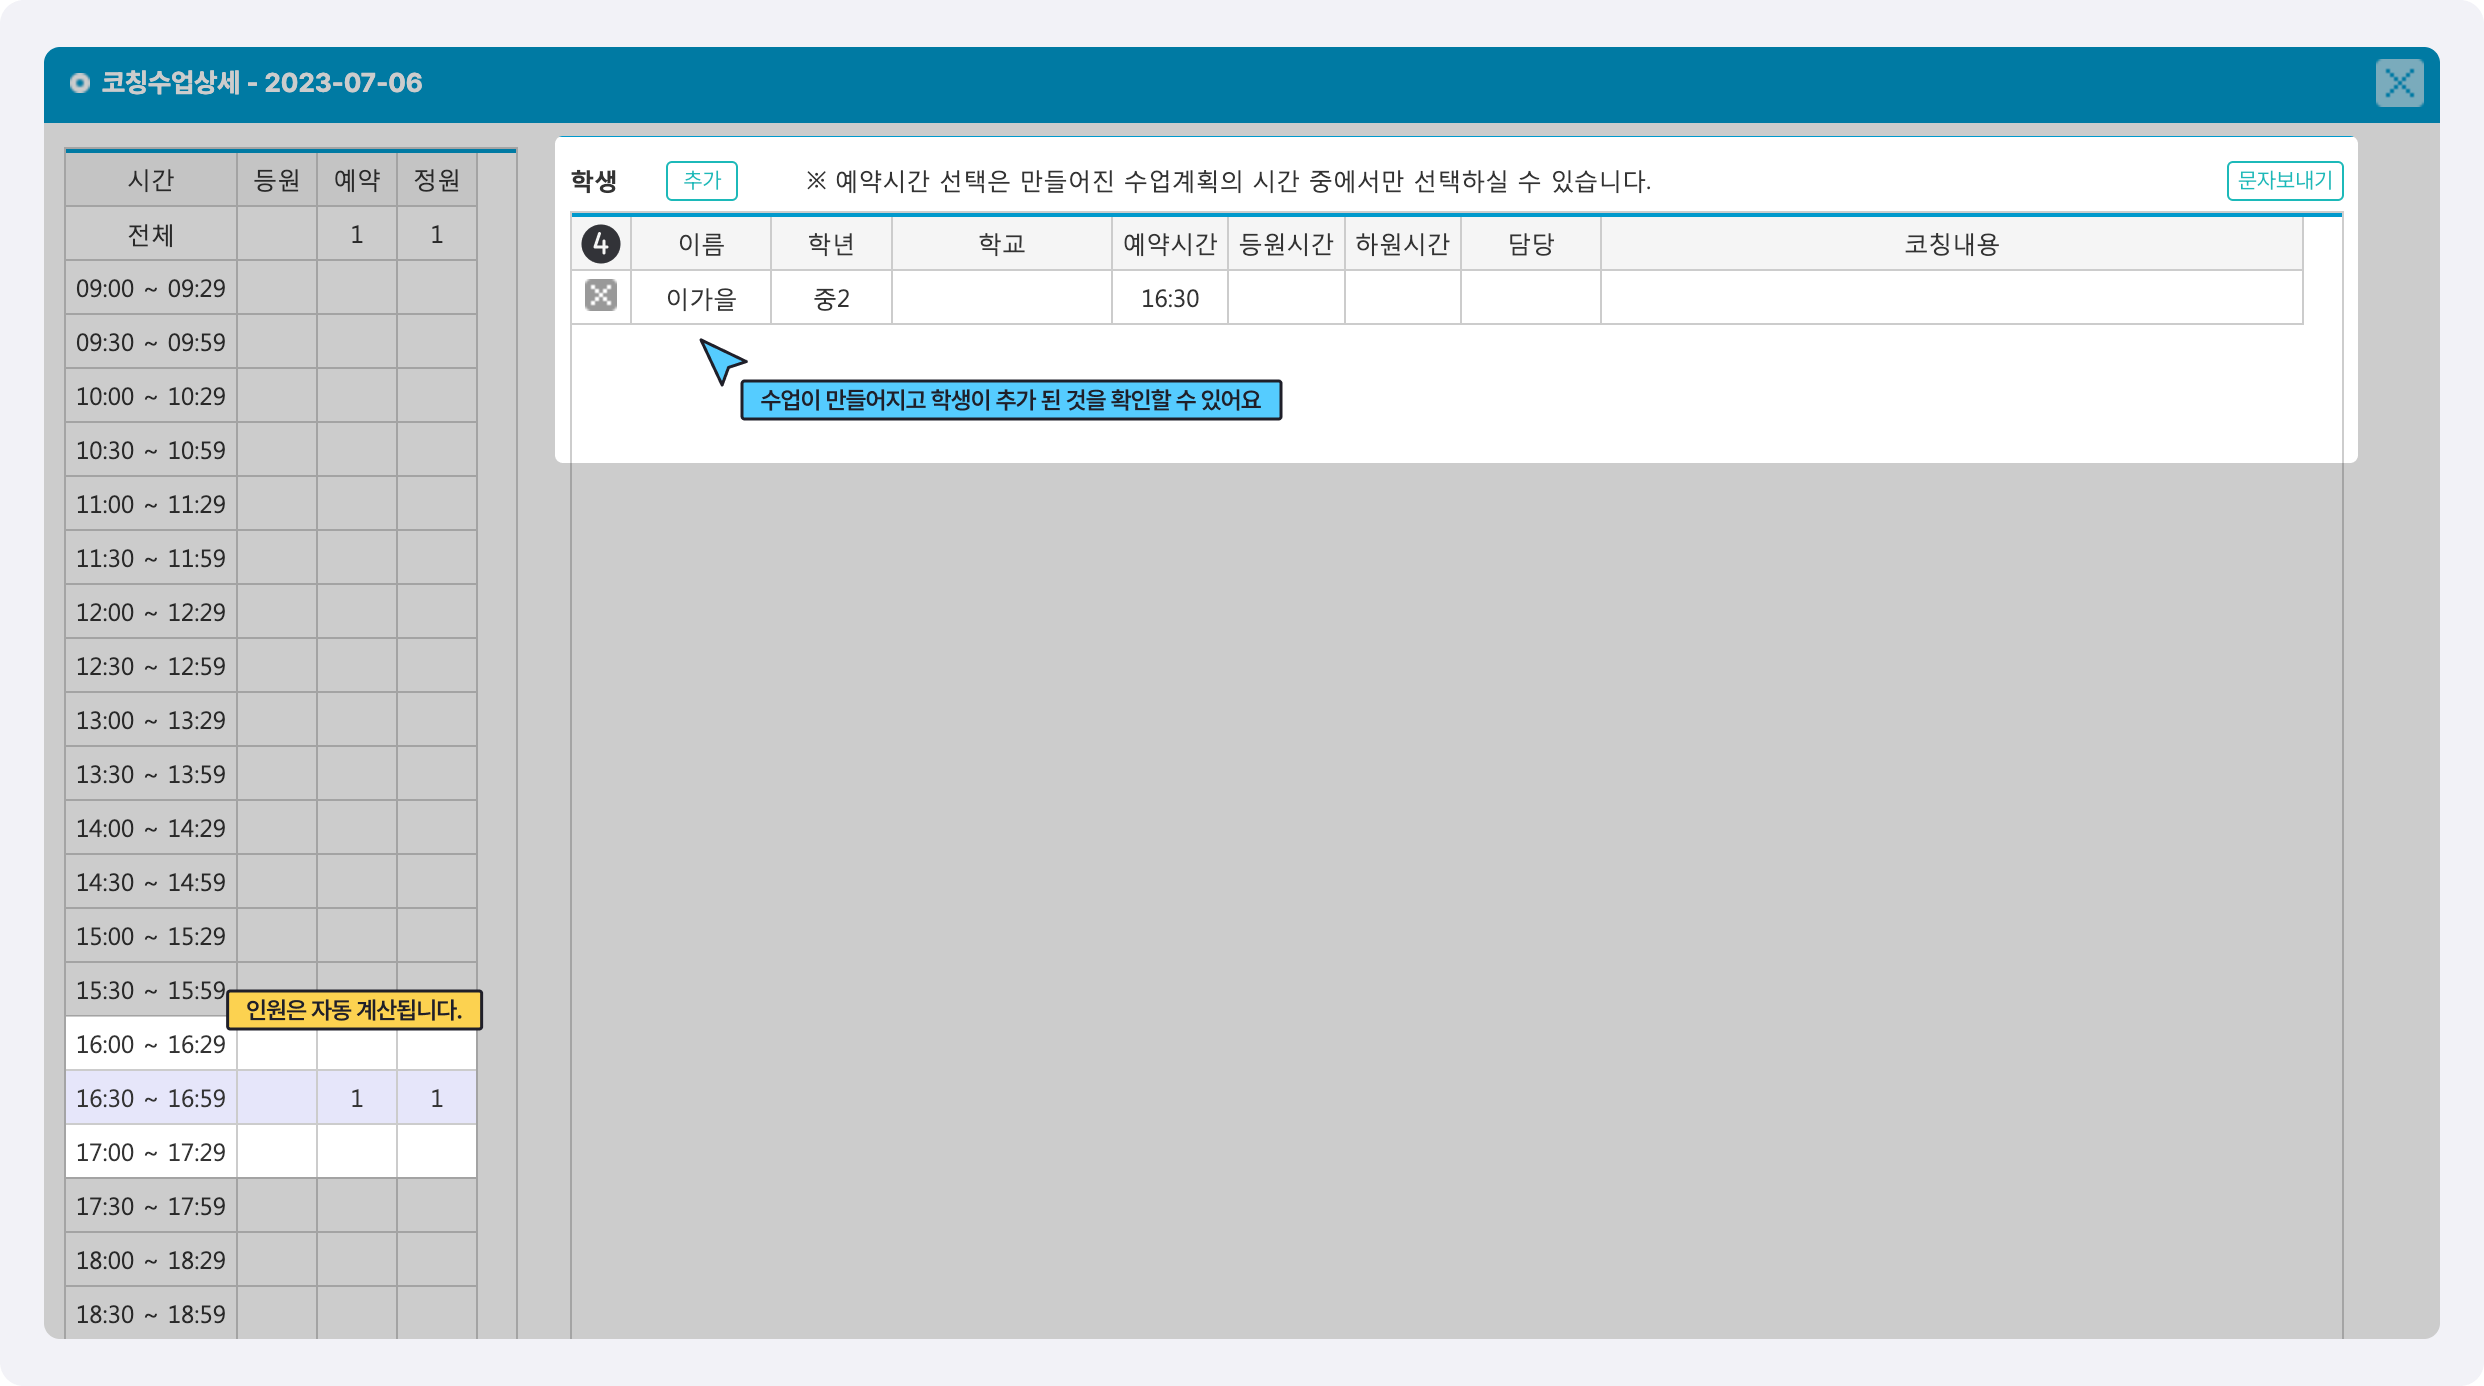 코칭수업상세 - 2023-07-06
시간 등원 예약 정원
전체 1 1
09:00 ~ 09:29
09:30 ~ 09:59
10:00 ~ 10:29
10:30 ~ 10:59
11:00 ~ 11:29
11:30 ~ 11:59
12:00 ~ 12:29
12:30 ~ 12:59
13:00 ~ 13:29
13:30 ~ 13:59
14:00 ~ 14:29
14:30 ~ 14:59
15:00 ~ 15:29
15:30 ~ 15:59
인원은 자동 계산됩니다.
16:00 ~ 16:29
16:30 ~ 16:59 1 1
17:00 ~ 17:29
17:30 ~ 17:59
18:00 ~ 18:29
18:30 ~ 18:59
학생 추가 ※ 예약시간 선택은 만들어진 수업계획의 시간 중에서만 선택하실 수 있습니다. 문자보내기
4 이름 학년 학교 예약시간 등원시간 하원시간 담당 코칭내용
이가을 중2 16:30
수업이 만들어지고 학생이 추가 된 것을 확인할 수 있어요